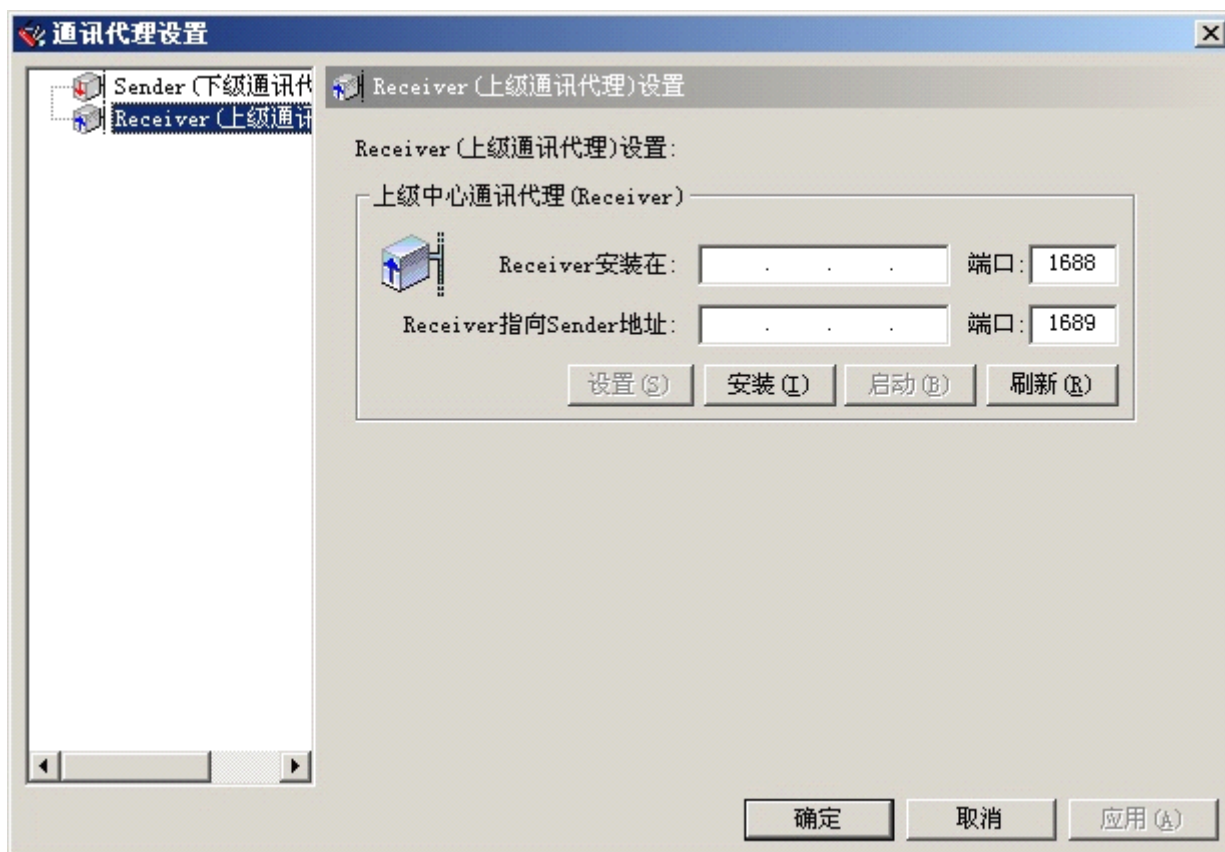 通讯代理设置
Sender(下级通讯代
Receiver(上级通讯
Receiver(上级通讯代理)设置
Receiver(上级通讯代理)设置:
上级中心通讯代理(Receiver)
Receiver安装在: . . . 端口: 1688
Receiver指向Sender地址: . . . 端口: 1689
设置(S) 安装(I) 启动(B) 刷新(R)
确定 取消 应用(A)